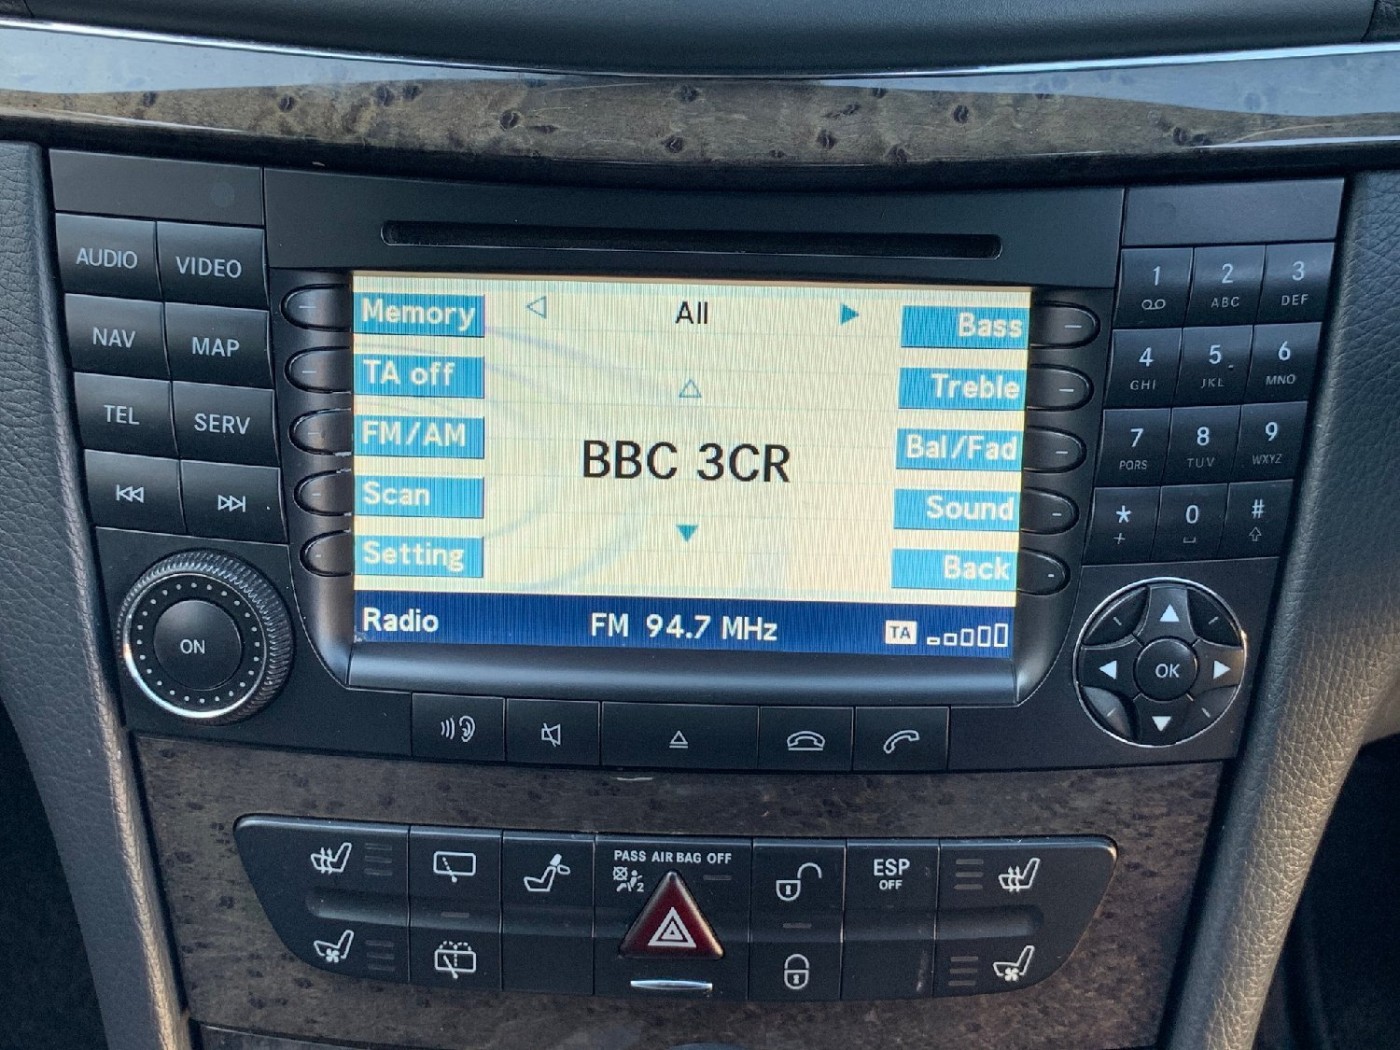 AUDIO VIDEO
NAV MAP
TEL SERV
ON
Memory All Bass
TA off Treble
FM/AM Bal/Fad
BBC 3CR
Scan Sound
Setting Back
Radio FM 94.7 MHz TA
1 2 3
ABC DEF
4 5 6
GHI JKL MNO
7 8 9
PQRS TUV WXYZ
* 0 #
+
OK
PASS AIR BAG OFF
2
ESP
OFF